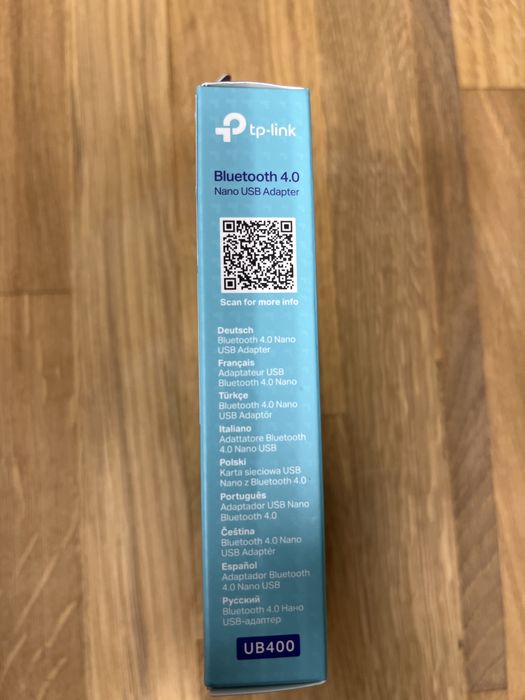 tp-link
Bluetooth 4.0
Nano USB Adapter
Scan for more info
Deutsch
Bluetooth 4.0 Nano
USB Adapter
Français
Adaptateur USB
Bluetooth 4.0 Nano
Türkçe
Bluetooth 4.0 Nano
USB Adaptör
Italiano
Adattatore Bluetooth
4.0 Nano USB
Polski
Karta sieciowa USB
Nano z Bluetooth 4.0
Português
Adaptador USB Nano
Bluetooth 4.0
Čeština
Bluetooth 4.0 Nano
USB Adaptér
Español
Adaptador Bluetooth
4.0 Nano USB
Русский
Bluetooth 4.0 Нано
USB-адаптер
UB400